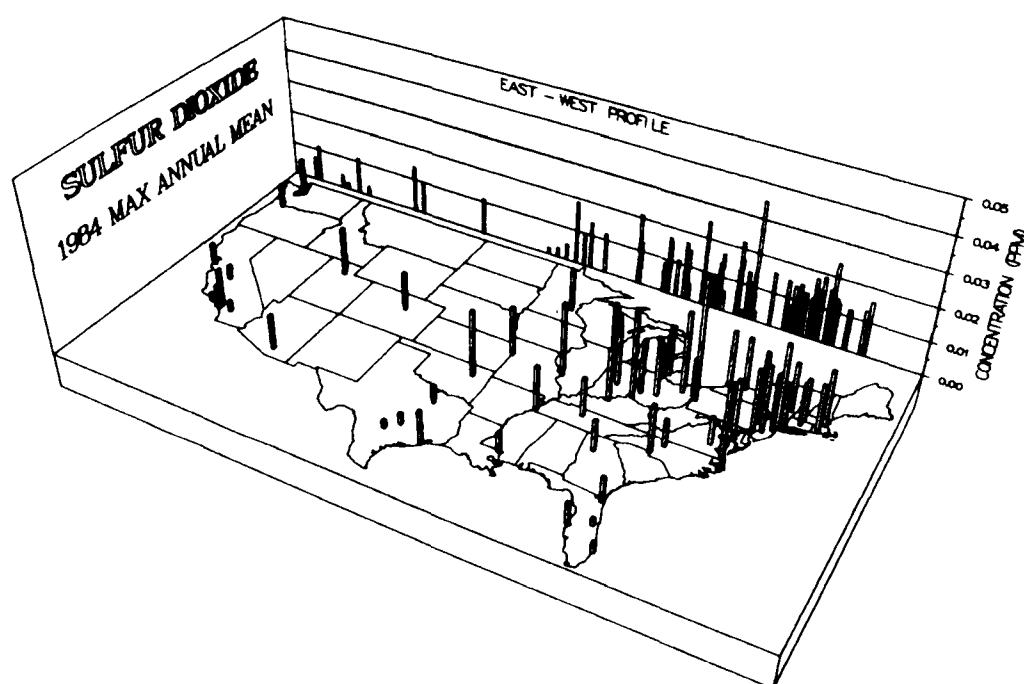 SULFUR DIOXIDE
1984 MAX ANNUAL MEAN
EAST - WEST PROFILE
0.05
0.04
0.03
0.02
0.01
0.00
CONCENTRATION (PPM)